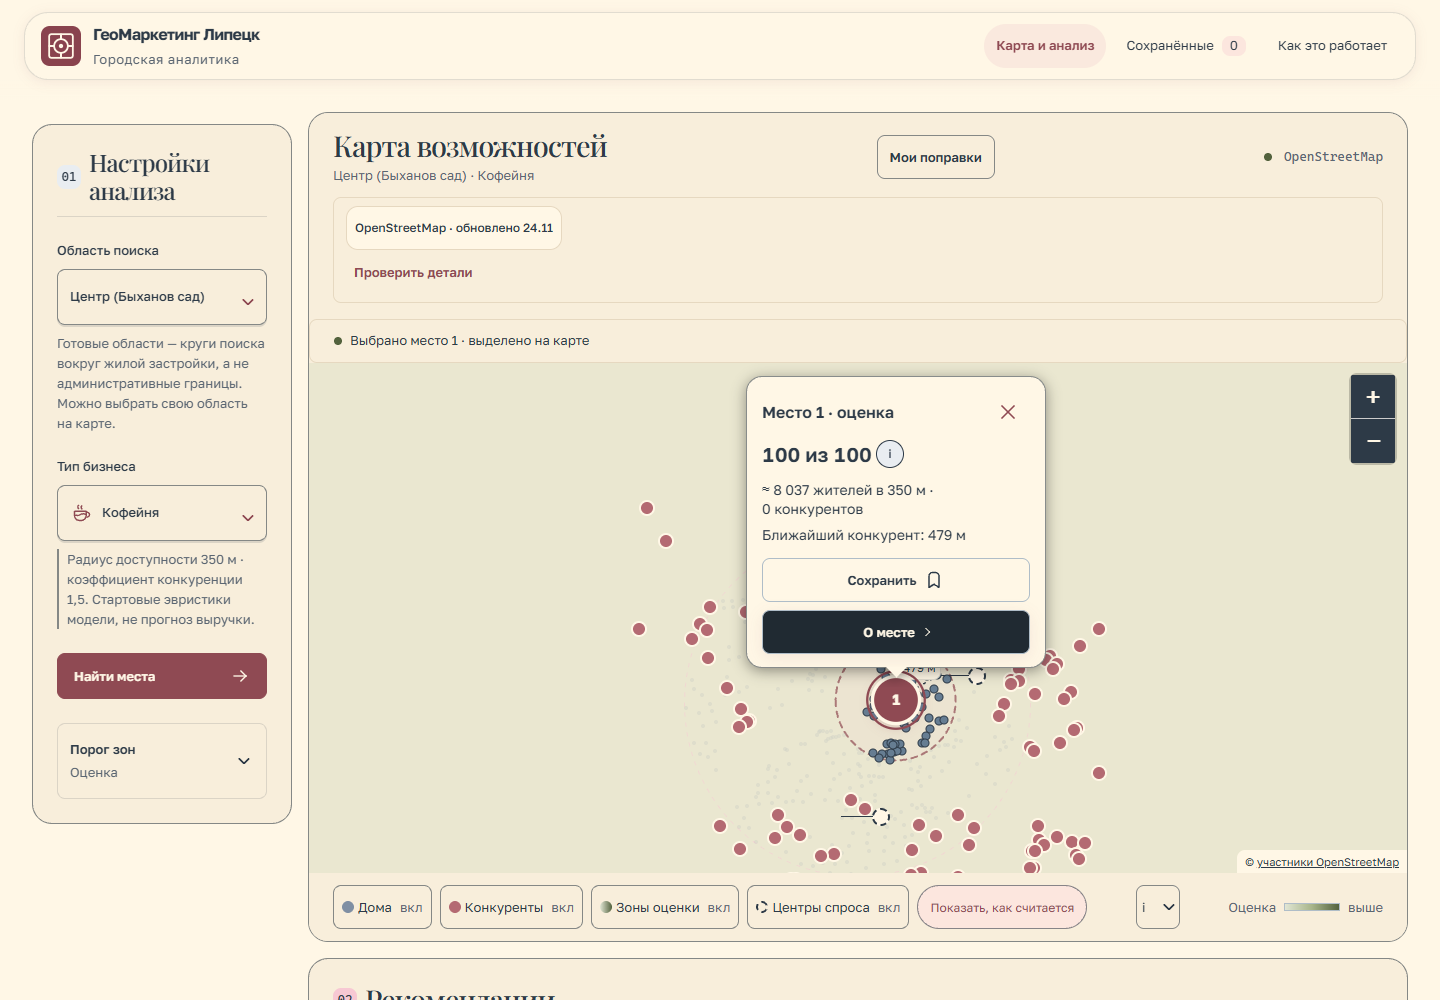 ГеоМаркетинг Липецк
Городская аналитика
Карта и анализ
Сохранённые 0
Как это работает
01
Настройки
анализа
Область поиска
Центр (Быханов сад)
Готовые области — круги поиска
вокруг жилой застройки, а не
административные границы.
Можно выбрать свою область
на карте.
Тип бизнеса
Кофейня
Радиус доступности 350 м ·
коэффициент конкуренции
1,5. Стартовые эвристики
модели, не прогноз выручки.
Найти места
Порог зон
Оценка
Карта возможностей
Центр (Быханов сад) · Кофейня
Мои поправки
OpenStreetMap
OpenStreetMap · обновлено 24.11
Проверить детали
Выбрано место 1 · выделено на карте
+
−
Место 1 · оценка
100 из 100 i
≈ 8 037 жителей в 350 м ·
0 конкурентов
Ближайший конкурент: 479 м
Сохранить
О месте
1
© участники OpenStreetMap
Дома вкл
Конкуренты вкл
Зоны оценки вкл
Центры спроса вкл
Показать, как считается
i
Оценка
выше
02
Рекомендации